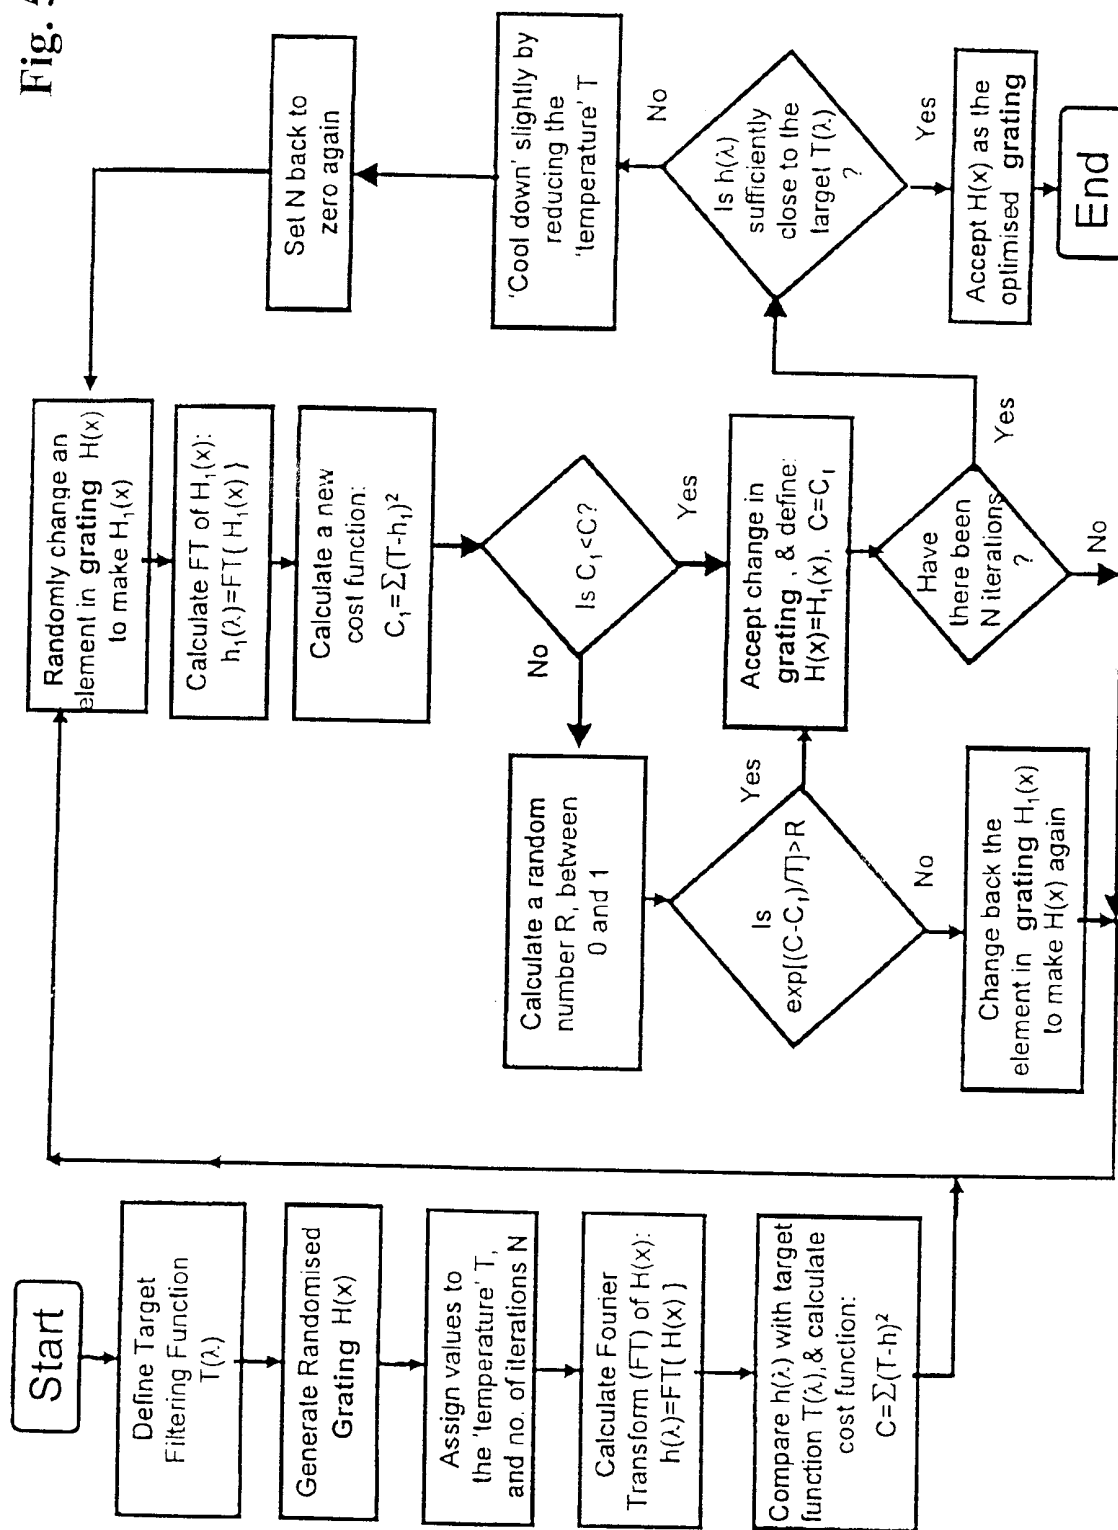 Fig.
Start
Define Target
Filtering Function
T(λ)
Generate Randomised
Grating H(x)
Assign values to
the 'temperature' T,
and no. of iterations N
Calculate Fourier
Transform (FT) of H(x):
h(λ)=FT{ H(x) }
Compare h(λ) with target
function T(λ),& calculate
cost function:
C=∑(T-h)²
Randomly change an
element in grating H(x)
to make H₁(x)
Calculate FT of H₁(x):
h₁(λ)=FT{ H₁(x) }
Calculate a new
cost function:
C₁=∑(T-h₁)²
Is C₁<C?
No
Yes
Calculate a random
number R, between
0 and 1
Is
exp[(C-C₁)/T]>R
Yes
No
Change back the
element in grating H₁(x)
to make H(x) again
Accept change in
grating , & define:
H(x)=H₁(x), C=C₁
Have
there been
N iterations
?
Yes
No
Is
h(λ)
sufficiently
close to the
target T(λ)
?
No
Yes
'Cool down' slightly by
reducing the
'temperature' T
Set N back to
zero again
Accept H(x) as the
optimised grating
End